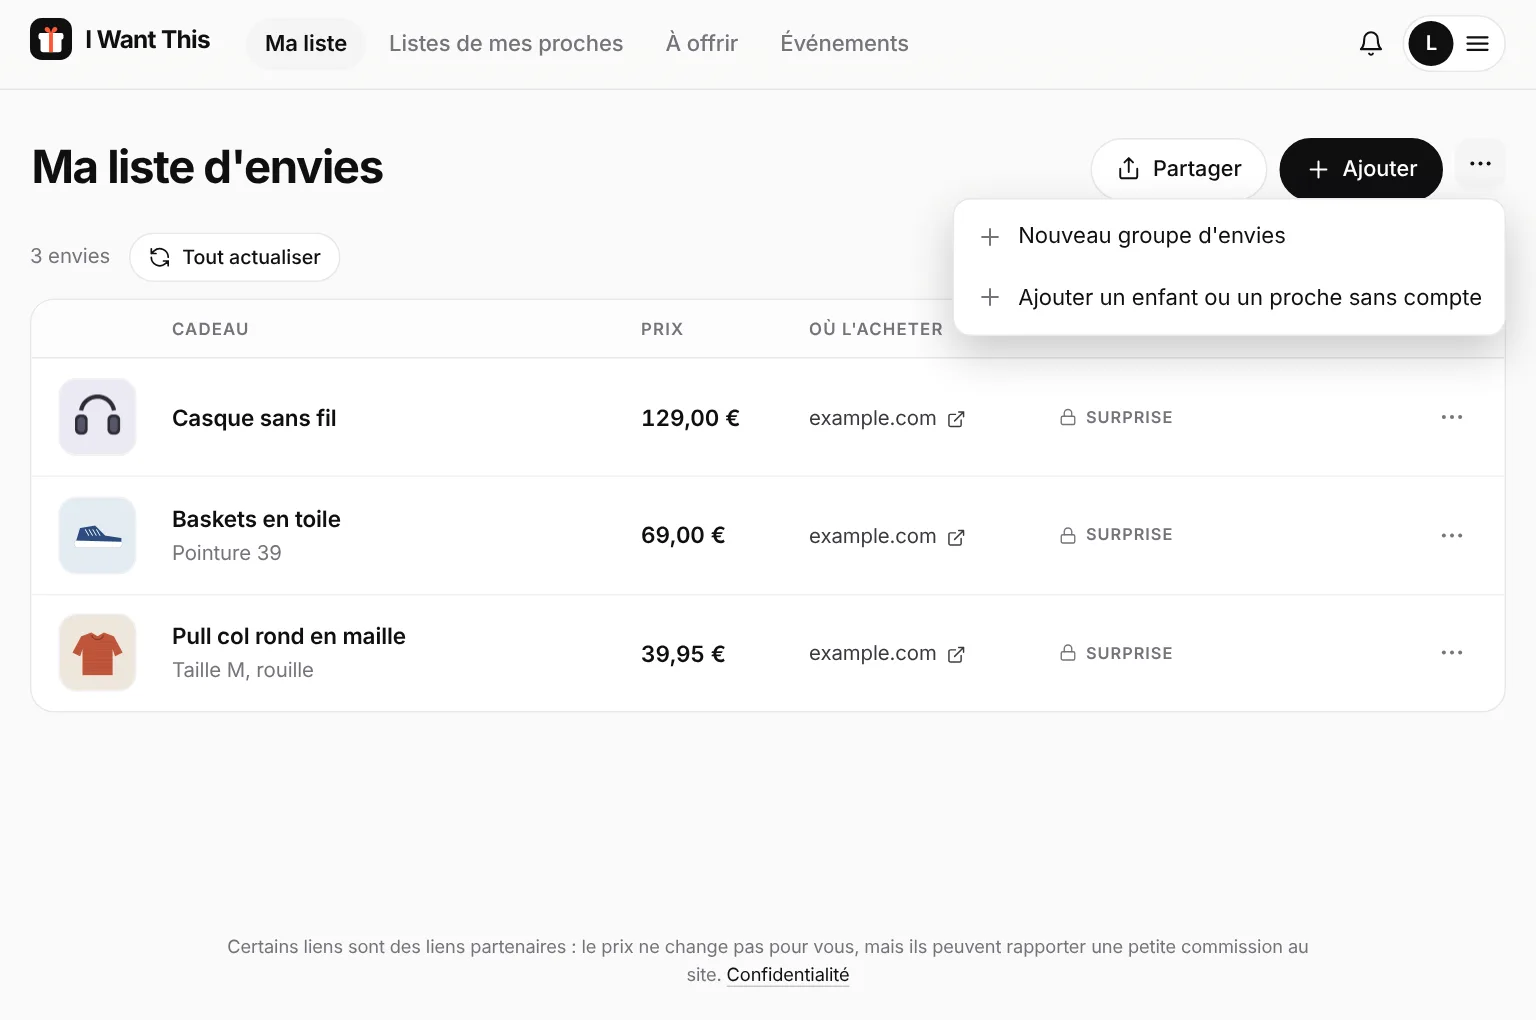 I Want This
Ma liste
Listes de mes proches
À offrir
Événements
L
Ma liste d'envies
Partager
Ajouter
Nouveau groupe d'envies
Ajouter un enfant ou un proche sans compte
3 envies
Tout actualiser
CADEAU
PRIX
OÙ L'ACHETER
Casque sans fil
129,00 €
example.com
SURPRISE
Baskets en toile
Pointure 39
69,00 €
example.com
SURPRISE
Pull col rond en maille
Taille M, rouille
39,95 €
example.com
SURPRISE
Certains liens sont des liens partenaires : le prix ne change pas pour vous, mais ils peuvent rapporter une petite commission au
site. Confidentialité